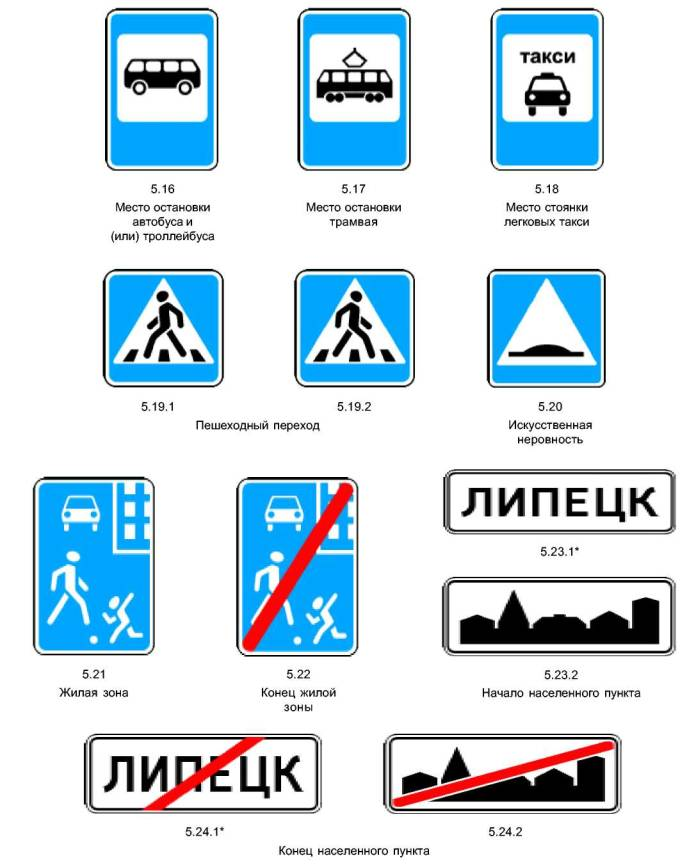 такси
5.16
5.17
5.18
Место остановки
автобуса и
(или) троллейбуса
Место остановки
трамвая
Место стоянки
легковых такси
5.19.1
5.19.2
5.20
Пешеходный переход
Искусственная
неровность
ЛИПЕЦК
5.23.1*
5.21
5.22
5.23.2
Жилая зона
Конец жилой
зоны
Начало населенного пункта
ЛИПЕЦК
5.24.1*
5.24.2
Конец населенного пункта